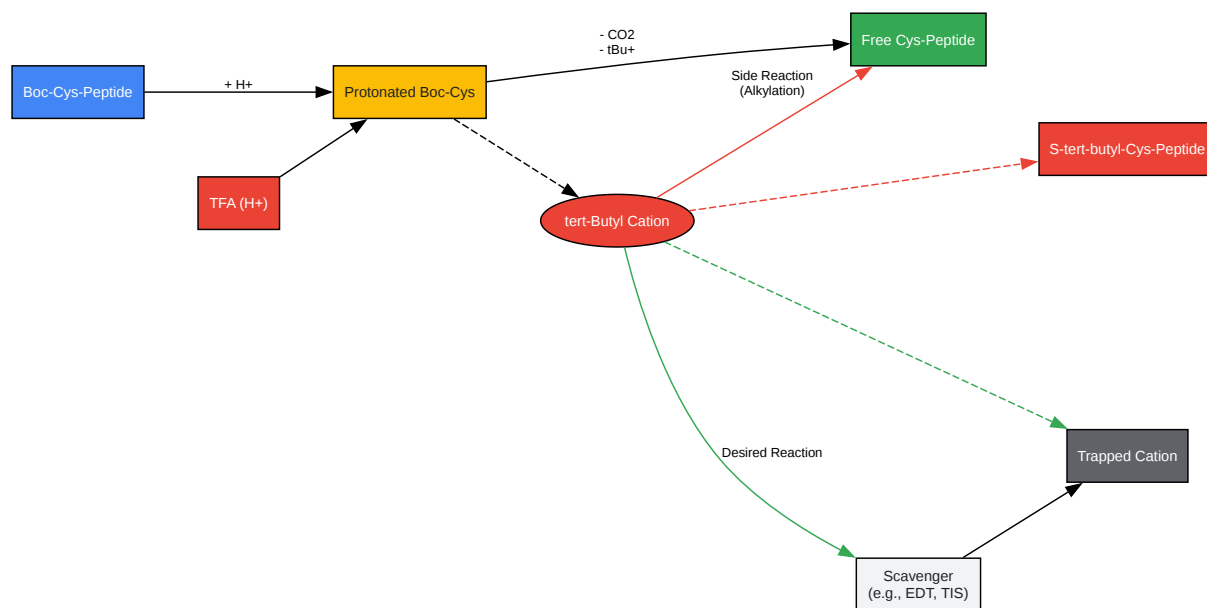 - CO2
- tBu+
Free Cys-Peptide
Boc-Cys-Peptide
+ H+
Protonated Boc-Cys
Side Reaction
(Alkylation)
S-tert-butyl-Cys-Peptide
TFA (H+)
tert-Butyl Cation
Desired Reaction
Trapped Cation
Scavenger
(e.g., EDT, TIS)